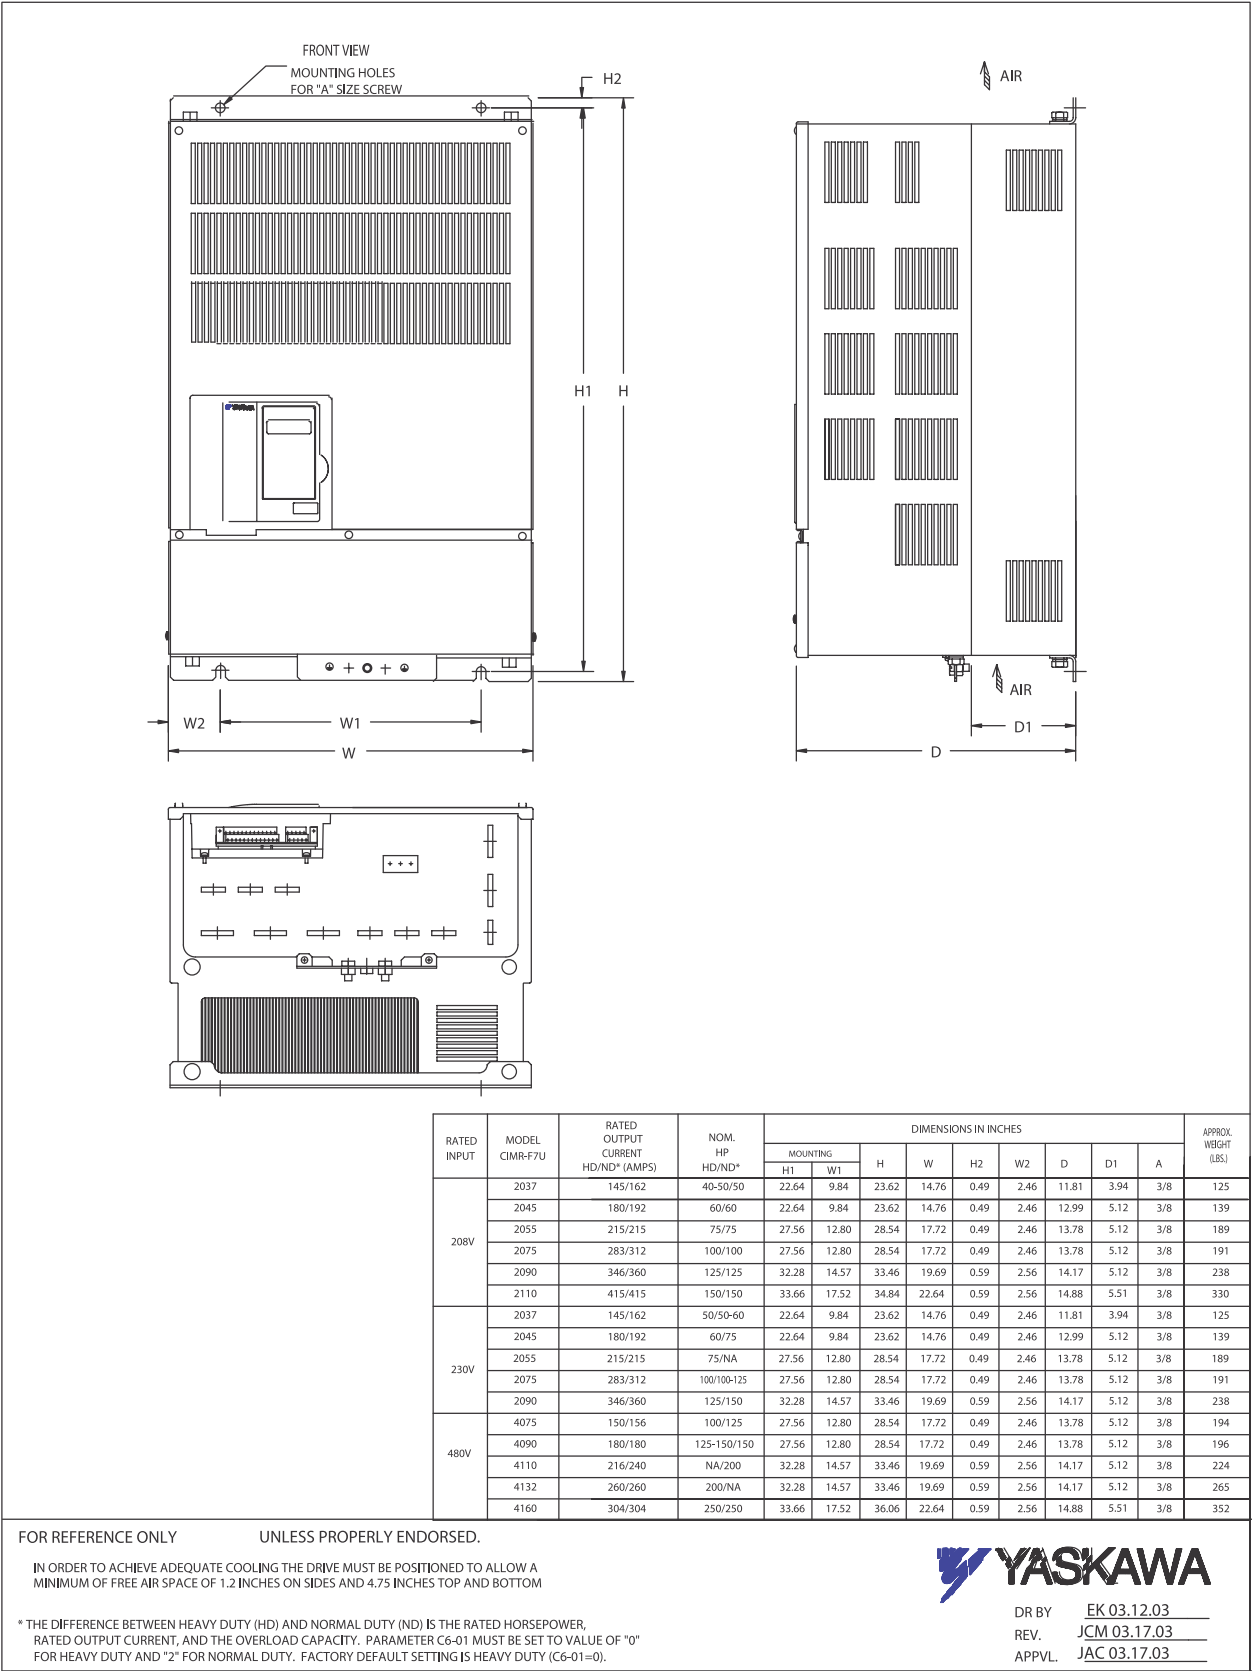 FRONT VIEW
MOUNTING HOLES
FOR "A" SIZE SCREW
H2
AIR
H1
H
W2
W1
W
AIR
D1
D
RATED INPUT MODEL CIMR-F7U RATED OUTPUT CURRENT HD/ND* (AMPS) NOM. HP HD/ND* DIMENSIONS IN INCHES APPROX. WEIGHT (LBS.)
MOUNTING
H1 W1 H W H2 W2 D D1 A
208V
2037 145/162 40-50/50 22.64 9.84 23.62 14.76 0.49 2.46 11.81 3.94 3/8 125
2045 180/192 60/60 22.64 9.84 23.62 14.76 0.49 2.46 12.99 5.12 3/8 139
2055 215/215 75/75 27.56 12.80 28.54 17.72 0.49 2.46 13.78 5.12 3/8 189
2075 283/312 100/100 27.56 12.80 28.54 17.72 0.49 2.46 13.78 5.12 3/8 191
2090 346/360 125/125 32.28 14.57 33.46 19.69 0.59 2.56 14.17 5.12 3/8 238
2110 415/415 150/150 33.66 17.52 34.84 22.64 0.59 2.56 14.88 5.51 3/8 330
230V
2037 145/162 50/50-60 22.64 9.84 23.62 14.76 0.49 2.46 11.81 3.94 3/8 125
2045 180/192 60/75 22.64 9.84 23.62 14.76 0.49 2.46 12.99 5.12 3/8 139
2055 215/215 75/NA 27.56 12.80 28.54 17.72 0.49 2.46 13.78 5.12 3/8 189
2075 283/312 100/100-125 27.56 12.80 28.54 17.72 0.49 2.46 13.78 5.12 3/8 191
2090 346/360 125/150 32.28 14.57 33.46 19.69 0.59 2.56 14.17 5.12 3/8 238
480V
4075 150/156 100/125 27.56 12.80 28.54 17.72 0.49 2.46 13.78 5.12 3/8 194
4090 180/180 125-150/150 27.56 12.80 28.54 17.72 0.49 2.46 13.78 5.12 3/8 196
4110 216/240 NA/200 32.28 14.57 33.46 19.69 0.59 2.56 14.17 5.12 3/8 224
4132 260/260 200/NA 32.28 14.57 33.46 19.69 0.59 2.56 14.17 5.12 3/8 265
4160 304/304 250/250 33.66 17.52 36.06 22.64 0.59 2.56 14.88 5.51 3/8 352
FOR REFERENCE ONLY UNLESS PROPERLY ENDORSED.
IN ORDER TO ACHIEVE ADEQUATE COOLING THE DRIVE MUST BE POSITIONED TO ALLOW A
MINIMUM OF FREE AIR SPACE OF 1.2 INCHES ON SIDES AND 4.75 INCHES TOP AND BOTTOM
* THE DIFFERENCE BETWEEN HEAVY DUTY (HD) AND NORMAL DUTY (ND) IS THE RATED HORSEPOWER,
RATED OUTPUT CURRENT, AND THE OVERLOAD CAPACITY. PARAMETER C6-01 MUST BE SET TO VALUE OF "0"
FOR HEAVY DUTY AND "2" FOR NORMAL DUTY. FACTORY DEFAULT SETTING IS HEAVY DUTY (C6-01=0).
YASKAWA
DR BY EK 03.12.03
REV. JCM 03.17.03
APPVL. JAC 03.17.03